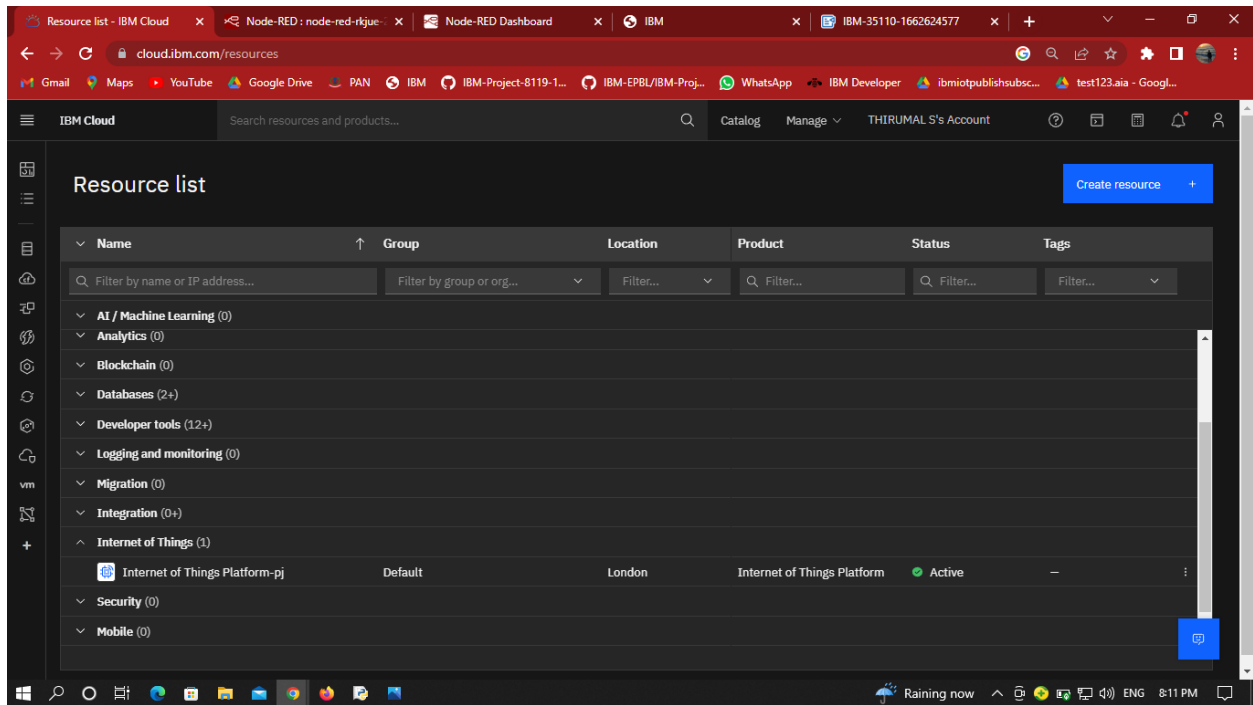 Resource list - IBM Cloud
Node-RED : node-red-rkjue-2
Node-RED Dashboard
IBM
IBM-35110-1662624577
cloud.ibm.com/resources
Gmail
Maps
YouTube
Google Drive
PAN
IBM
IBM-Project-8119-1...
IBM-EPBL/IBM-Proj...
WhatsApp
IBM Developer
ibmiotpublishsubsc...
test123.aia - Googl...
IBM Cloud
Search resources and products...
Catalog
Manage
THIRUMAL S's Account
Resource list
Create resource +
Name
Group
Location
Product
Status
Tags
Filter by name or IP address...
Filter by group or org...
Filter...
Filter...
Filter...
Filter...
AI / Machine Learning (0)
Analytics (0)
Blockchain (0)
Databases (2+)
Developer tools (12+)
Logging and monitoring (0)
vm
Migration (0)
Integration (0+)
Internet of Things (1)
Internet of Things Platform-pj
Default
London
Internet of Things Platform
Active
–
Security (0)
Mobile (0)
Raining now
ENG
8:11 PM